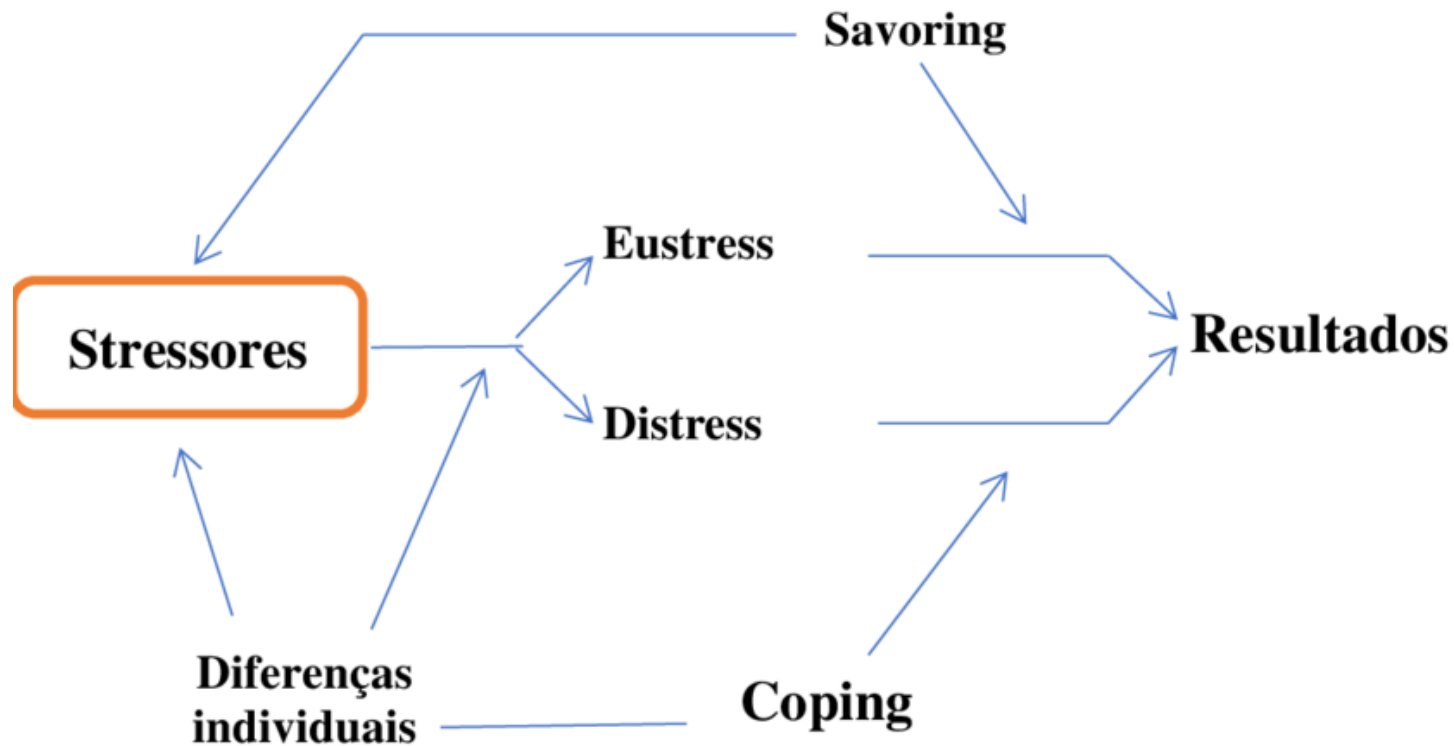 Savoring
Eustress
Stressores
Resultados
Distress
Diferenças
individuais
Coping